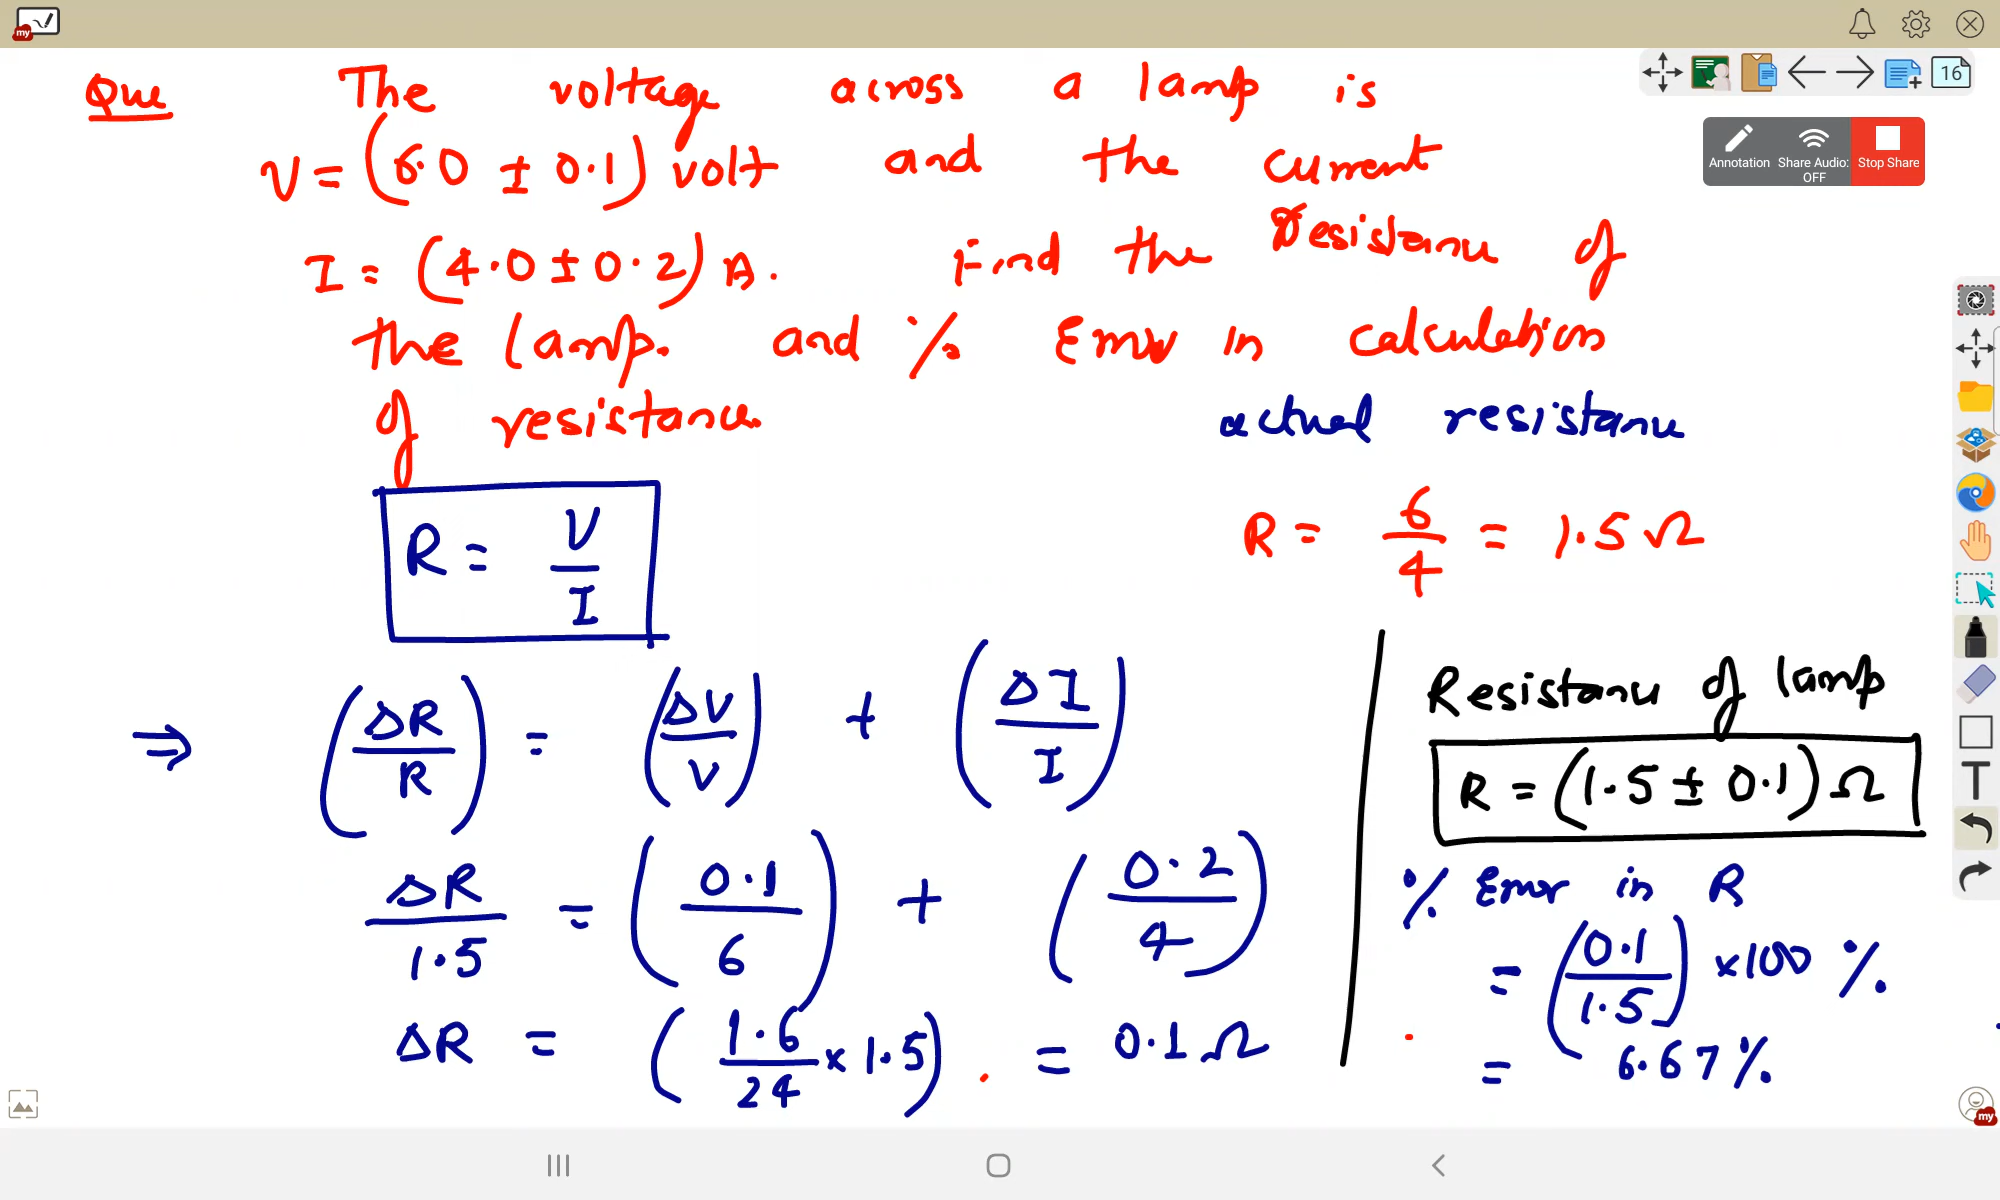 my
16
Annotation Share Audio: OFF Stop Share
Que The voltage across a lamp is
V = (6.0 ± 0.1) volt and the current
I = (4.0 ± 0.2) A. Find the resistance of
the lamp. and % Error in calculation
of resistance
actual resistance
R = V/I
R = 6/4 = 1.5 Ω
⇒ (ΔR/R) = (ΔV/V) + (ΔI/I)
ΔR/1.5 = (0.1/6) + (0.2/4)
ΔR = (1.6/24 × 1.5) = 0.1 Ω
Resistance of lamp
R = (1.5 ± 0.1) Ω
% Error in R
= (0.1/1.5) × 100 %.
= 6.67 %.
T
my